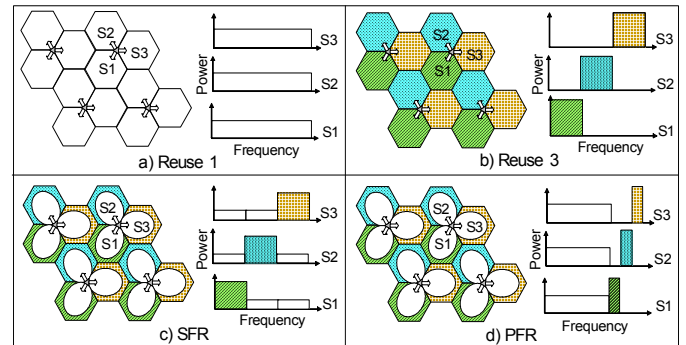 S2
S3
S1
Power
S3
S2
S1
Frequency
a) Reuse 1
S2
S3
S1
Power
S3
S2
S1
Frequency
b) Reuse 3
S2
S3
S1
Power
S3
S2
S1
Frequency
c) SFR
S2
S3
S1
Power
S3
S2
S1
Frequency
d) PFR